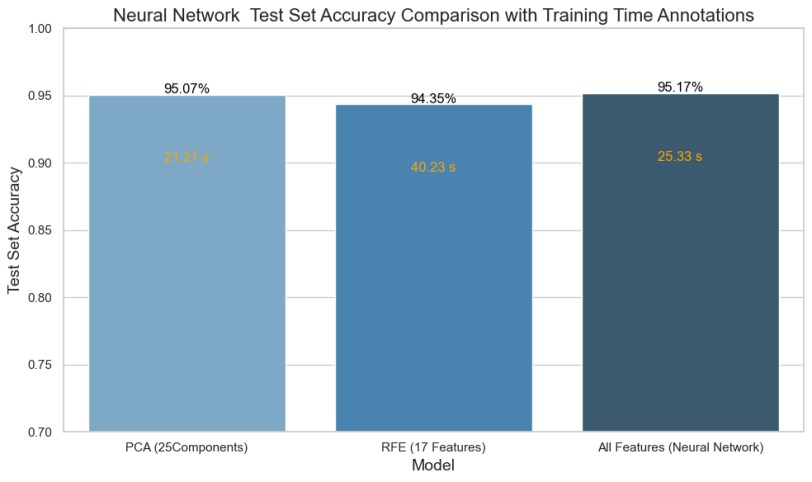 Neural Network  Test Set Accuracy Comparison with Training Time Annotations
1.00
0.95
0.90
0.85
0.80
0.75
0.70
Test Set Accuracy
95.07%
94.35%
95.17%
21.21 s
40.23 s
25.33 s
PCA (25Components)
RFE (17 Features)
All Features (Neural Network)
Model